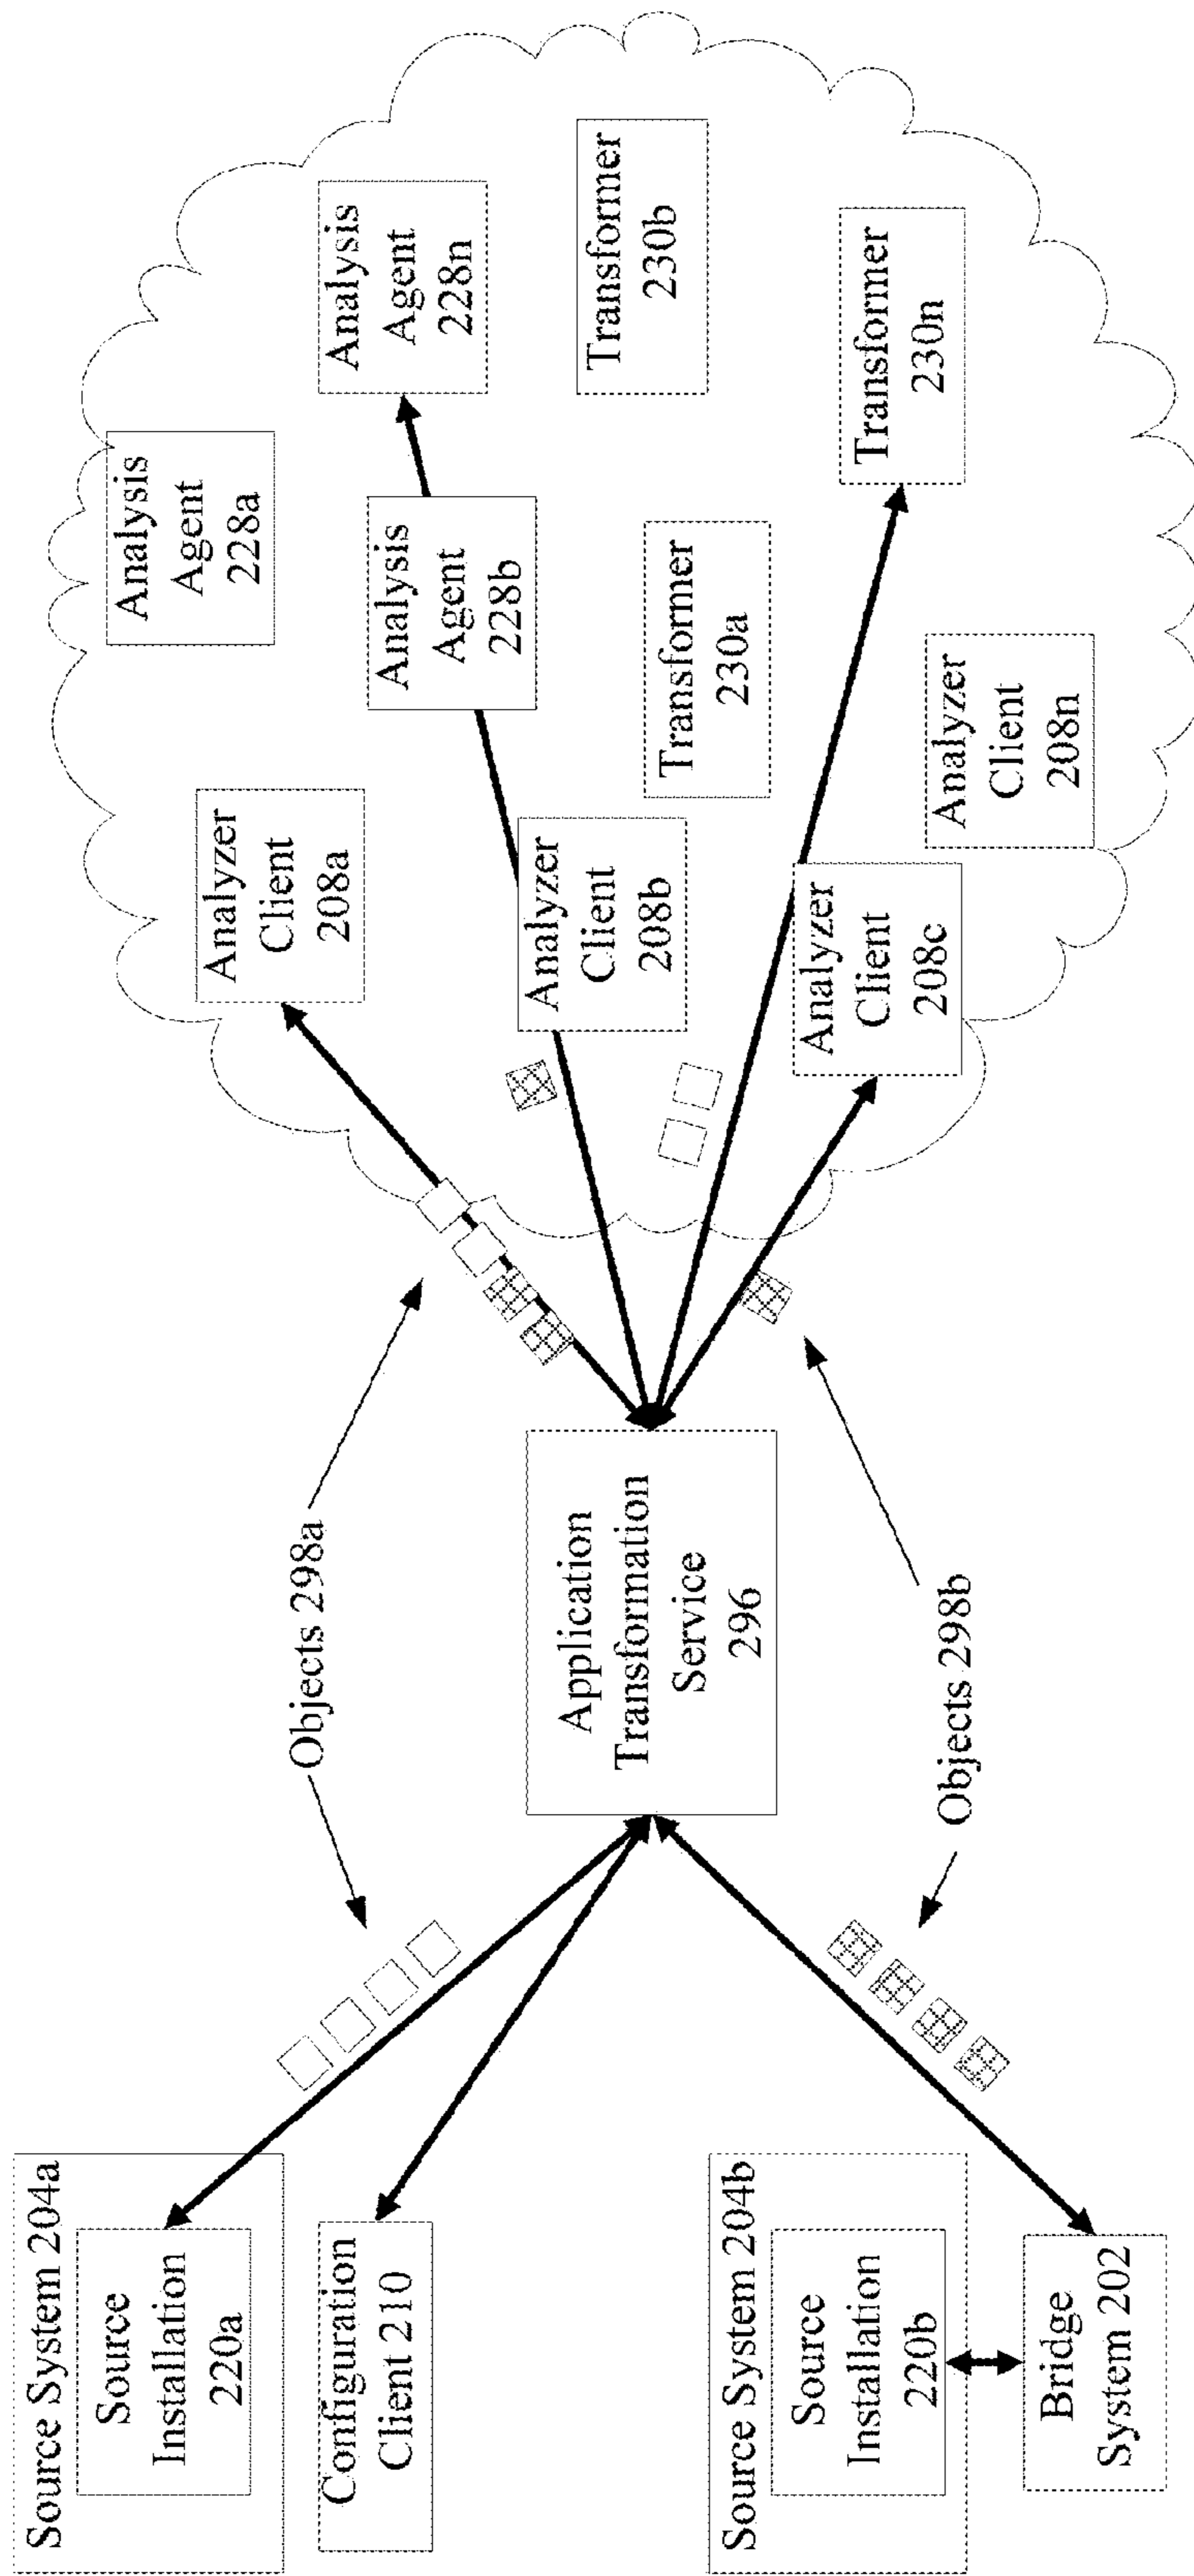 Source System 204a
Source
Installation
220a
Configuration
Client 210
Source System 204b
Source
Installation
220b
Bridge
System 202
Objects 298a
Application
Transformation
Service
296
Objects 298b
Analyzer
Client
208a
Analyzer
Client
208b
Analyzer
Client
208c
Analyzer
Client
208n
Analysis
Agent
228a
Analysis
Agent
228b
Analysis
Agent
228n
Transformer
230a
Transformer
230b
Transformer
230n